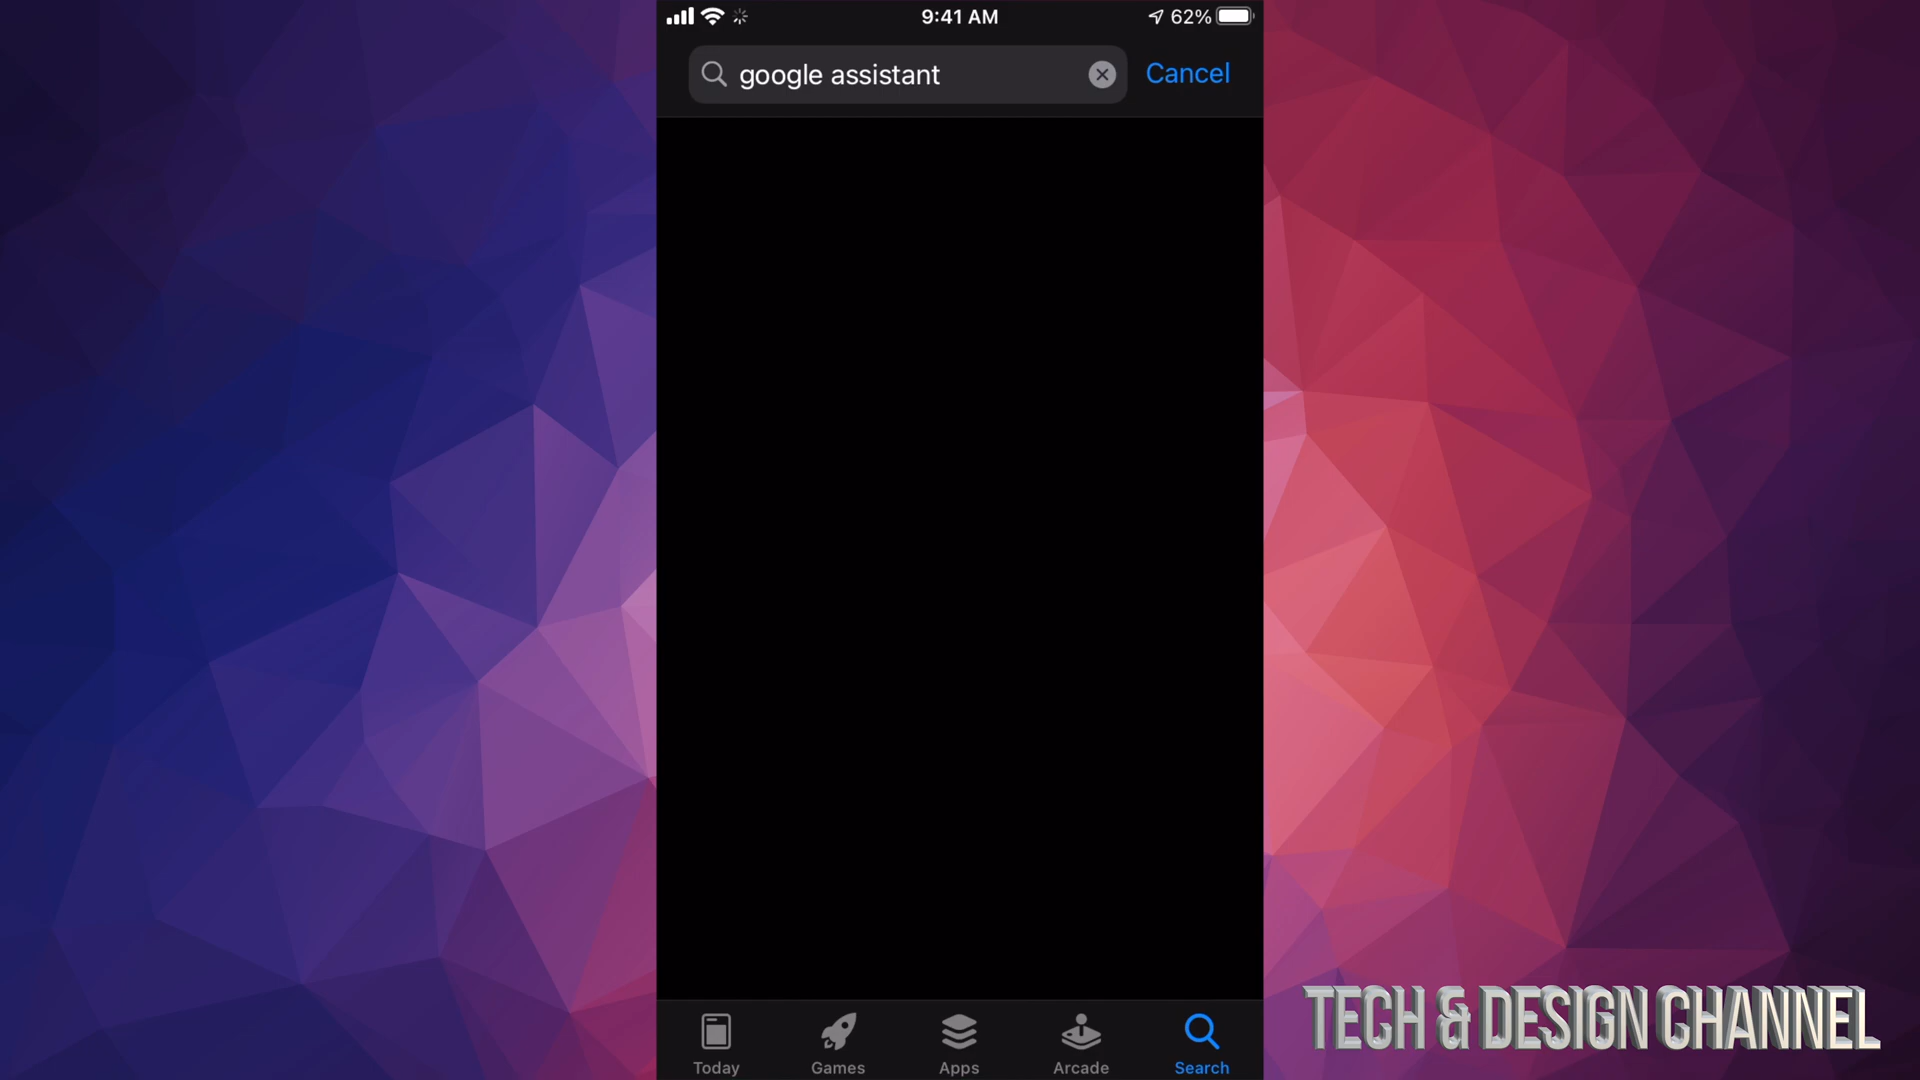 9:41 AM
62%
google assistant
Cancel
Today
Games
Apps
Arcade
Search
TECH & DESIGN CHANNEL